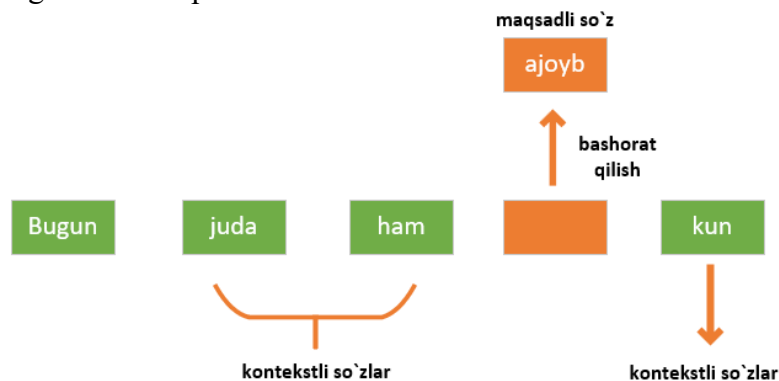 maqsadli so`z
ajoyb
bashorat
qilish
Bugun juda ham kun
kontekstli so`zlar
kontekstli so`zlar